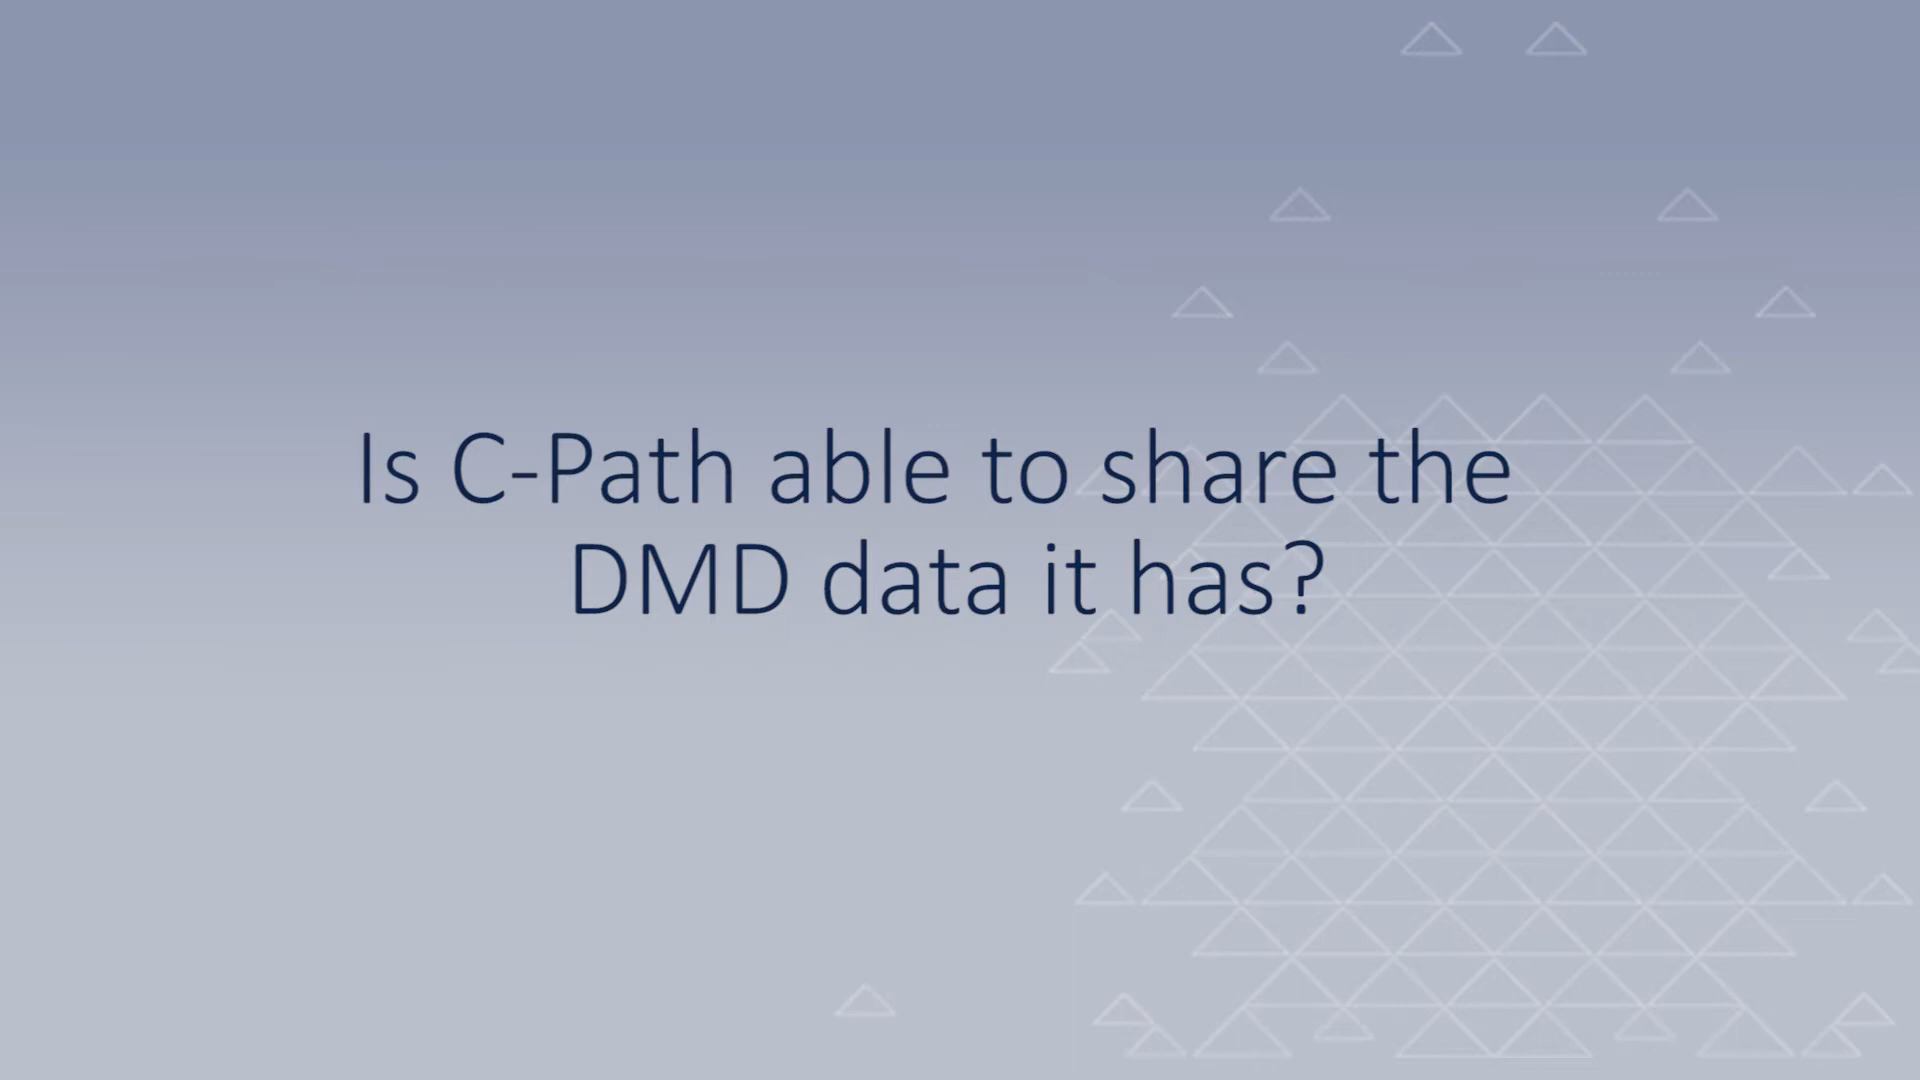 Is C-Path able to share the
DMD data it has?